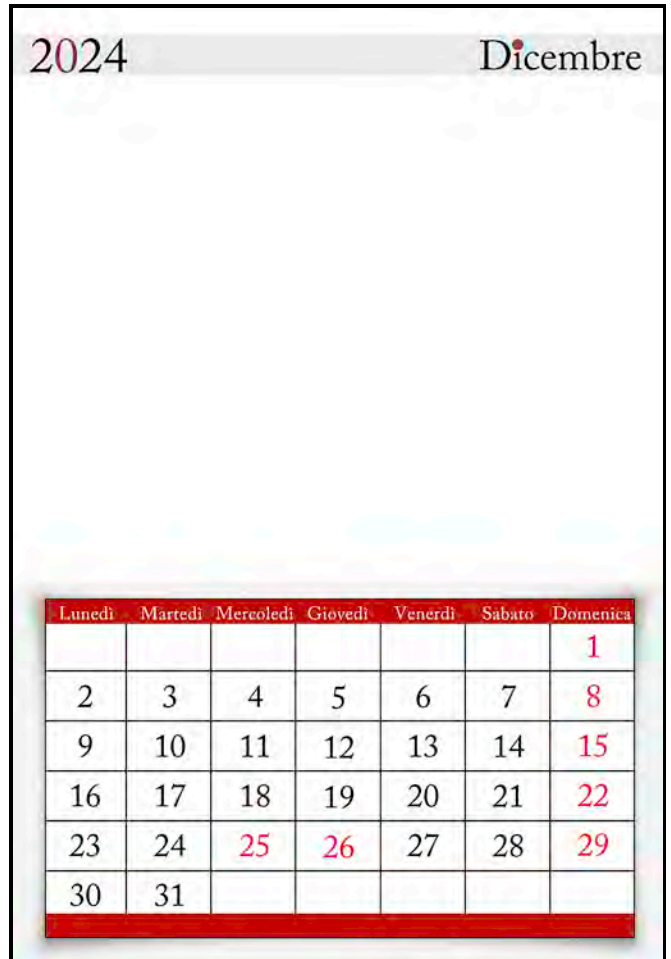 2024 Dicembre
Lunedì Martedì Mercoledì Giovedì Venerdì Sabato Domenica
1
2 3 4 5 6 7 8
9 10 11 12 13 14 15
16 17 18 19 20 21 22
23 24 25 26 27 28 29
30 31